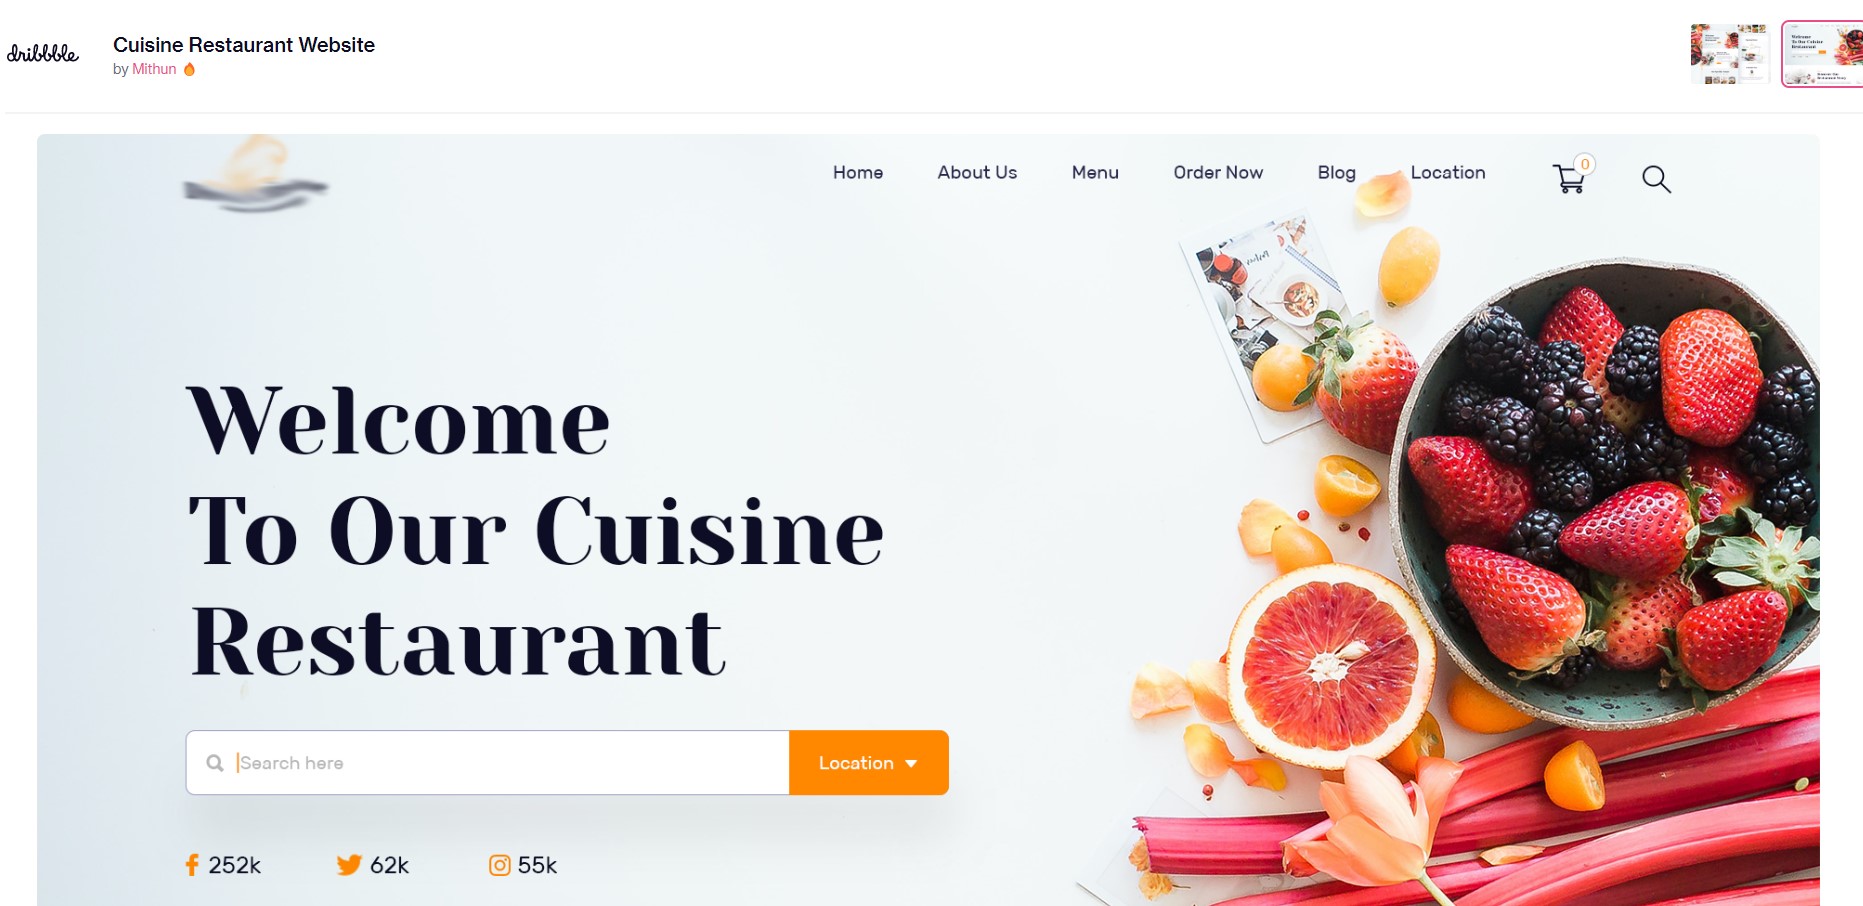 dribbble
Cuisine Restaurant Website
by Mithun
Home About Us Menu Order Now Blog Location 0
Welcome
To Our Cuisine
Restaurant
Search here
Location
252k 62k 55k